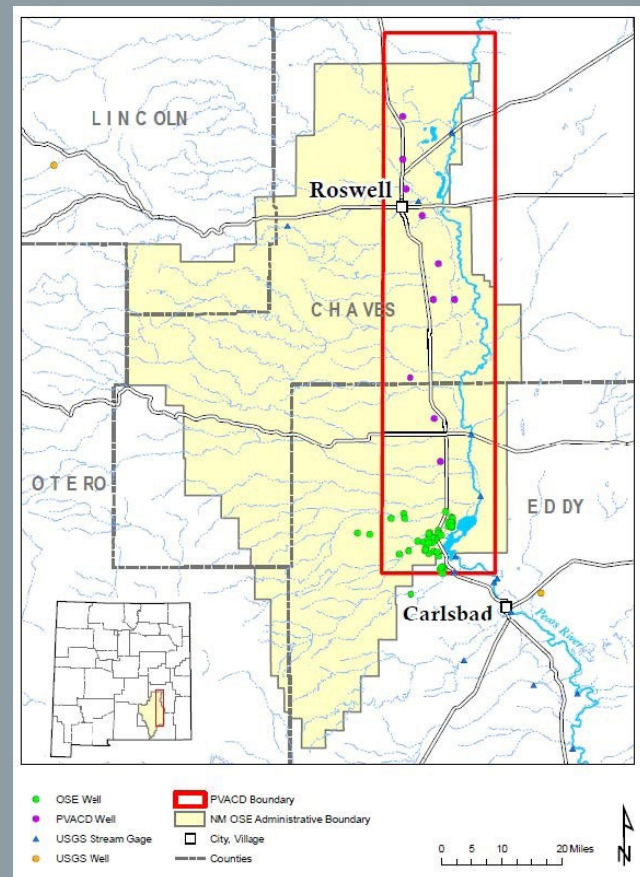 LINCOLN
Roswell
CHAVES
OTERO
EDDY
Carlsbad
Pecos River
OSE Well
PVACD Well
USGS Stream Gage
USGS Well
PVACD Boundary
NM OSE Administrative Boundary
City, Village
Counties
0 5 10 20 Miles
N